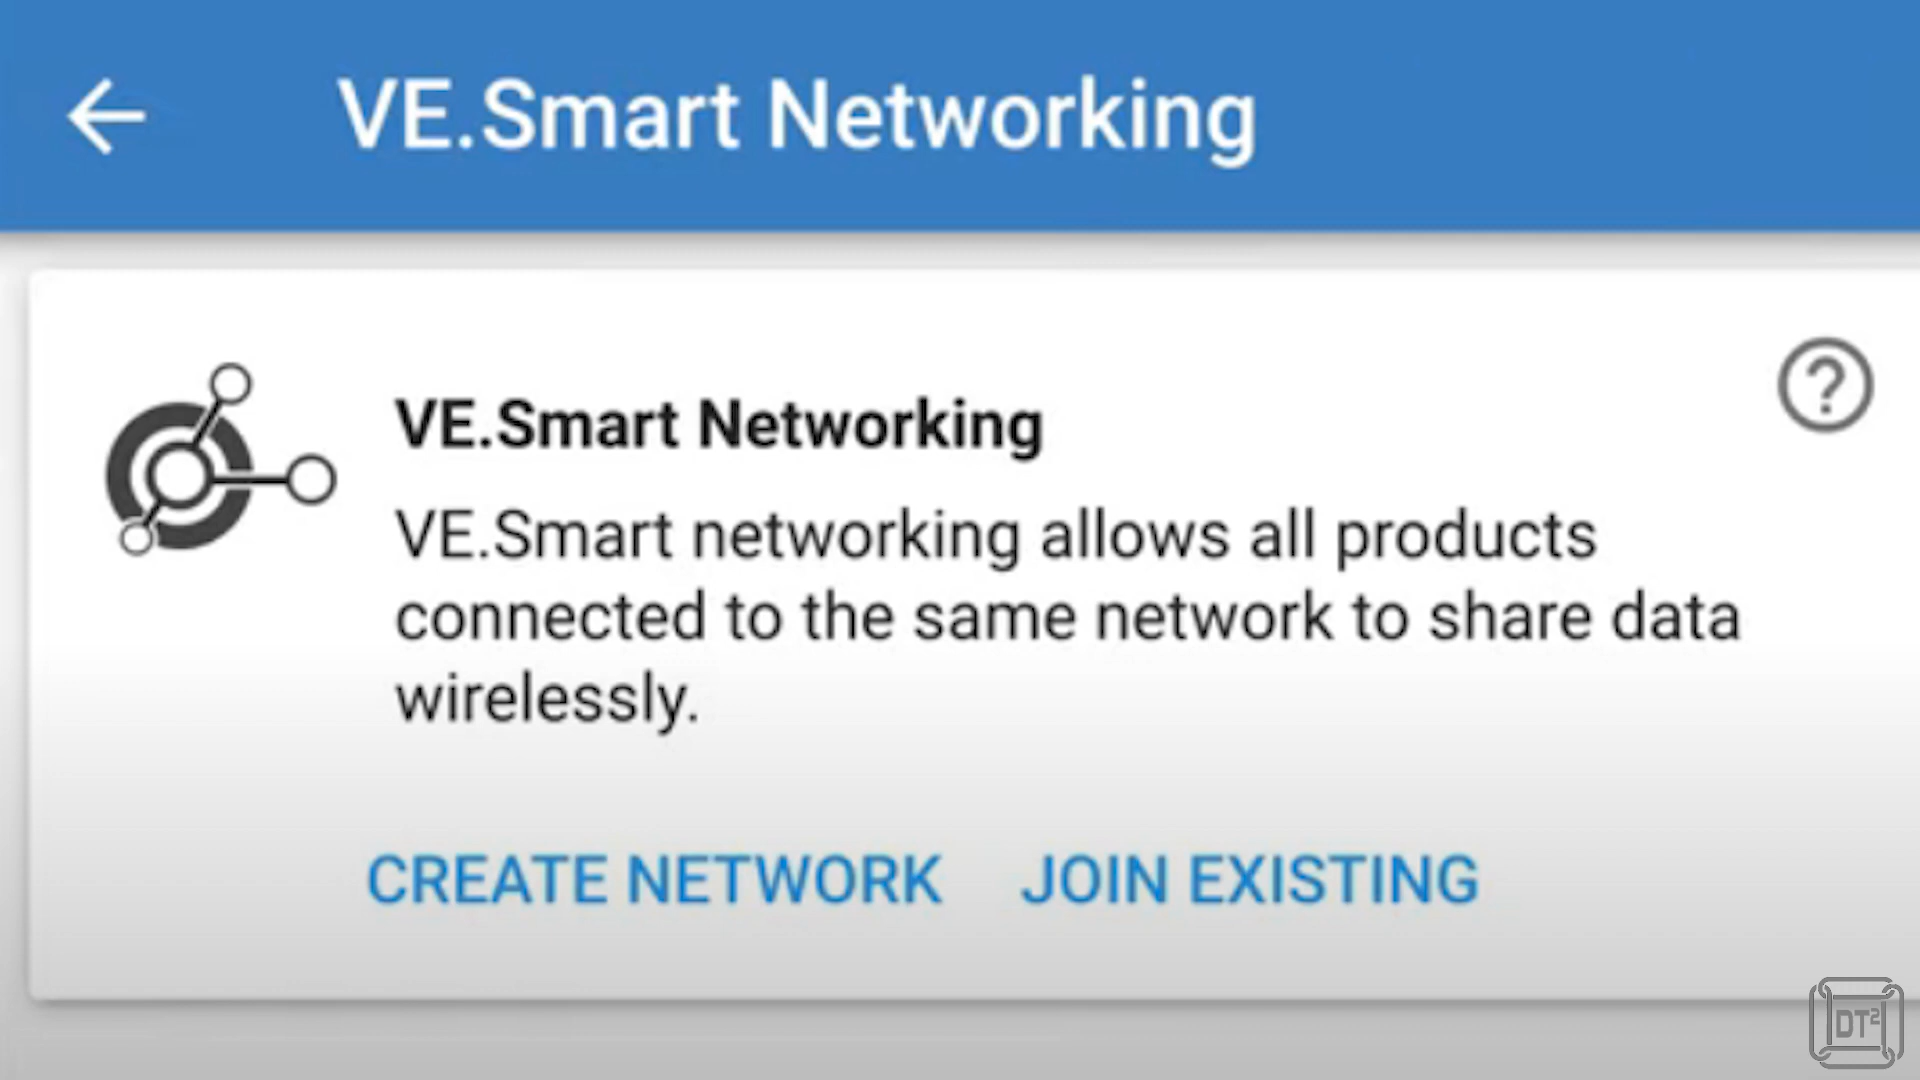 VE.Smart Networking
VE.Smart Networking
VE.Smart networking allows all products
connected to the same network to share data
wirelessly.
CREATE NETWORK JOIN EXISTING
DT²